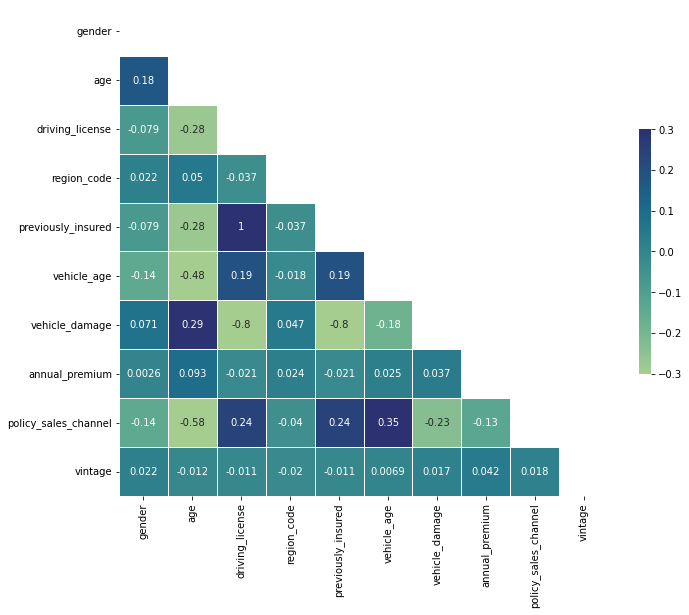 gender
age 0.18
driving_license -0.079 -0.28
region_code 0.022 0.05 -0.037
previously_insured -0.079 -0.28 1 -0.037
vehicle_age -0.14 -0.48 0.19 -0.018 0.19
vehicle_damage 0.071 0.29 -0.8 0.047 -0.8 -0.18
annual_premium 0.0026 0.093 -0.021 0.024 -0.021 0.025 0.037
policy_sales_channel -0.14 -0.58 0.24 -0.04 0.24 0.35 -0.23 -0.13
vintage 0.022 -0.012 -0.011 -0.02 -0.011 0.0069 0.017 0.042 0.018
gender
age
driving_license
region_code
previously_insured
vehicle_age
vehicle_damage
annual_premium
policy_sales_channel
vintage
0.3
0.2
0.1
0.0
−0.1
−0.2
−0.3